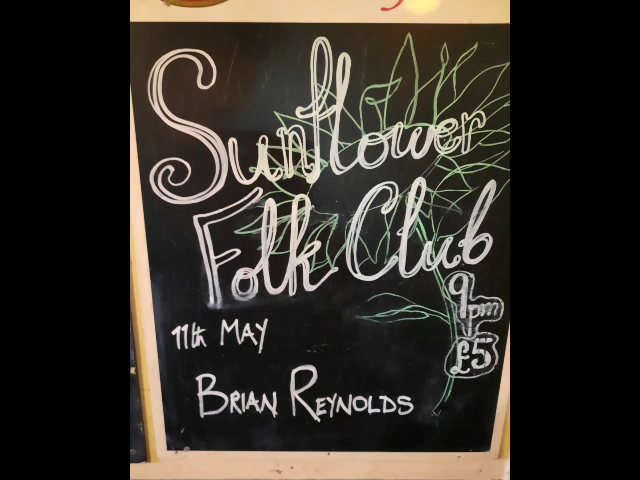 Sunflower
Folk Club
9pm
£5
11th MAY
BRIAN REYNOLDS